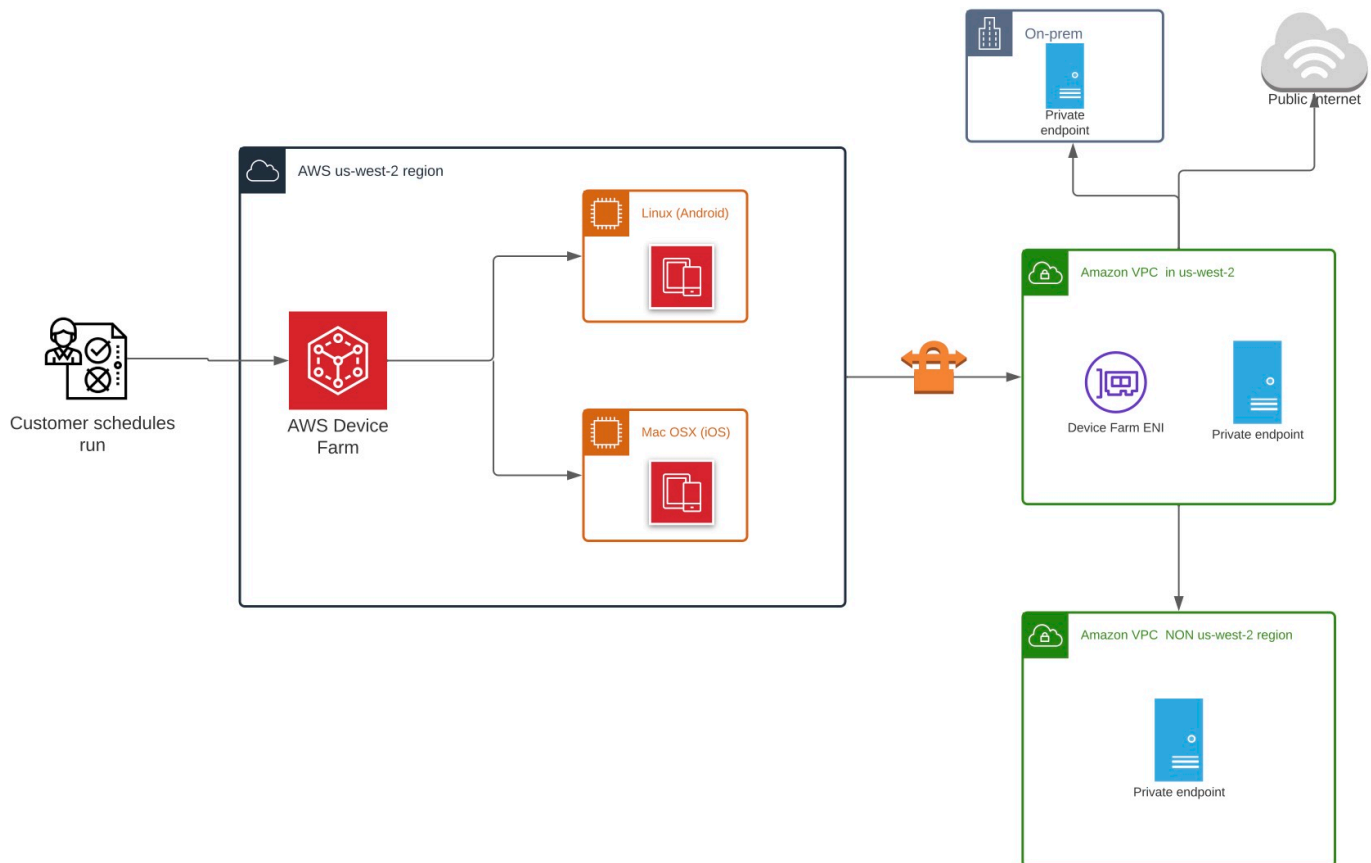 On-prem
Private
endpoint
Public Internet
AWS us-west-2 region
Linux (Android)
Amazon VPC in us-west-2
Customer schedules
run
AWS Device
Farm
Mac OSX (iOS)
Device Farm ENI
Private endpoint
Amazon VPC NON us-west-2 region
Private endpoint